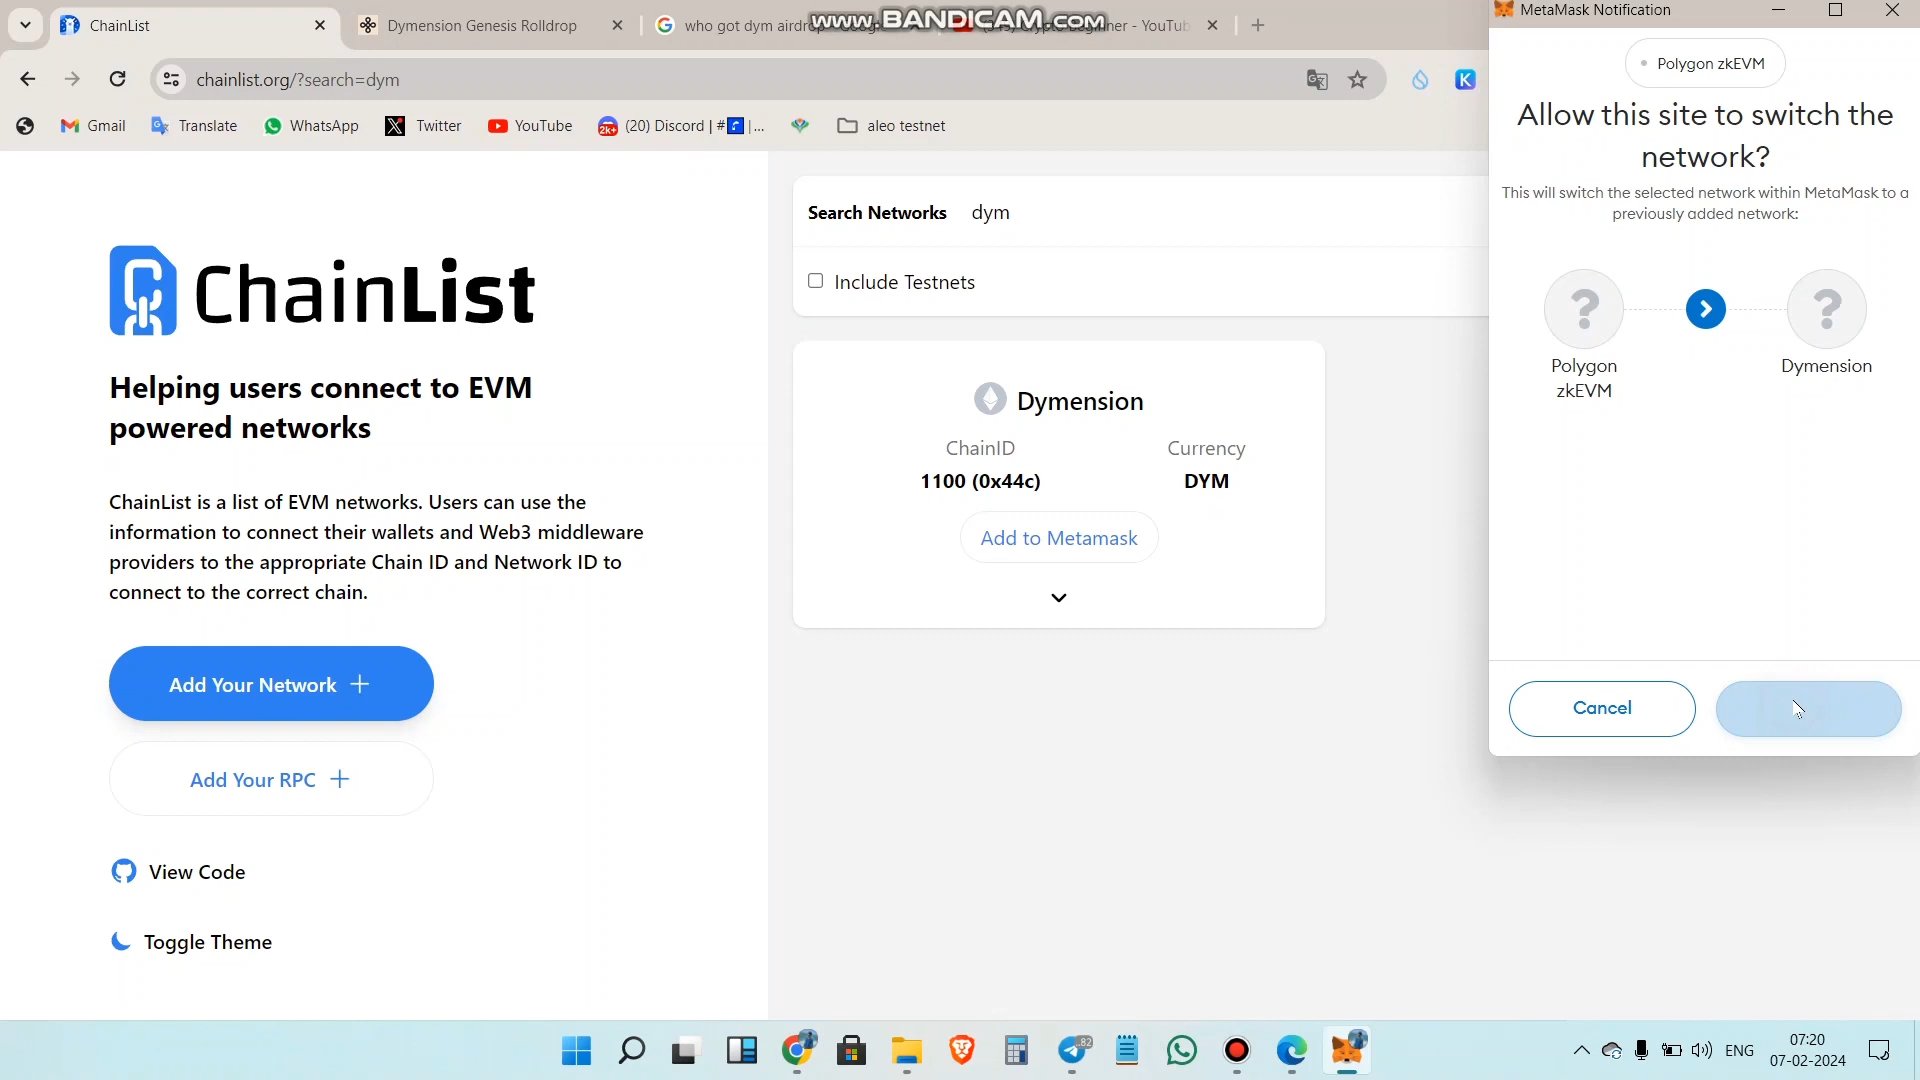 ChainList
Dymension Genesis Rolldrop
who got dym airdrop
www.BANDICAM.com
Crypto Beginner - YouTub
chainlist.org/?search=dym
Gmail
Translate
WhatsApp
Twitter
YouTube
2k+
(20) Discord | #
| ...
aleo testnet
ChainList
Helping users connect to EVM
powered networks
ChainList is a list of EVM networks. Users can use the
information to connect their wallets and Web3 middleware
providers to the appropriate Chain ID and Network ID to
connect to the correct chain.
Add Your Network
Add Your RPC
View Code
Toggle Theme
Search Networks dym
Include Testnets
Dymension
ChainID Currency
1100 (0x44c) DYM
Add to Metamask
MetaMask Notification
Polygon zkEVM
Allow this site to switch the
network?
This will switch the selected network within MetaMask to a
previously added network:
Polygon
zkEVM
Dymension
Cancel
82
ENG
07:20
07-02-2024